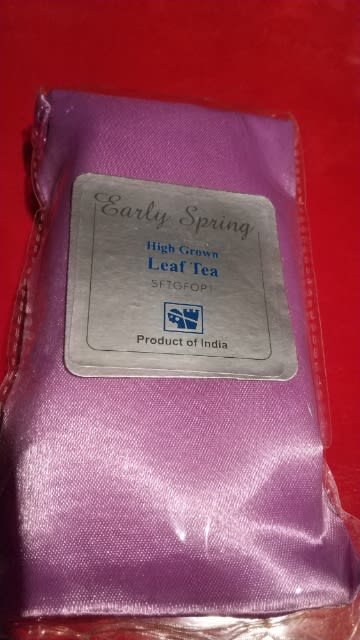 Early Spring
High Grown
Leaf Tea
SFTGFOP1
Product of India